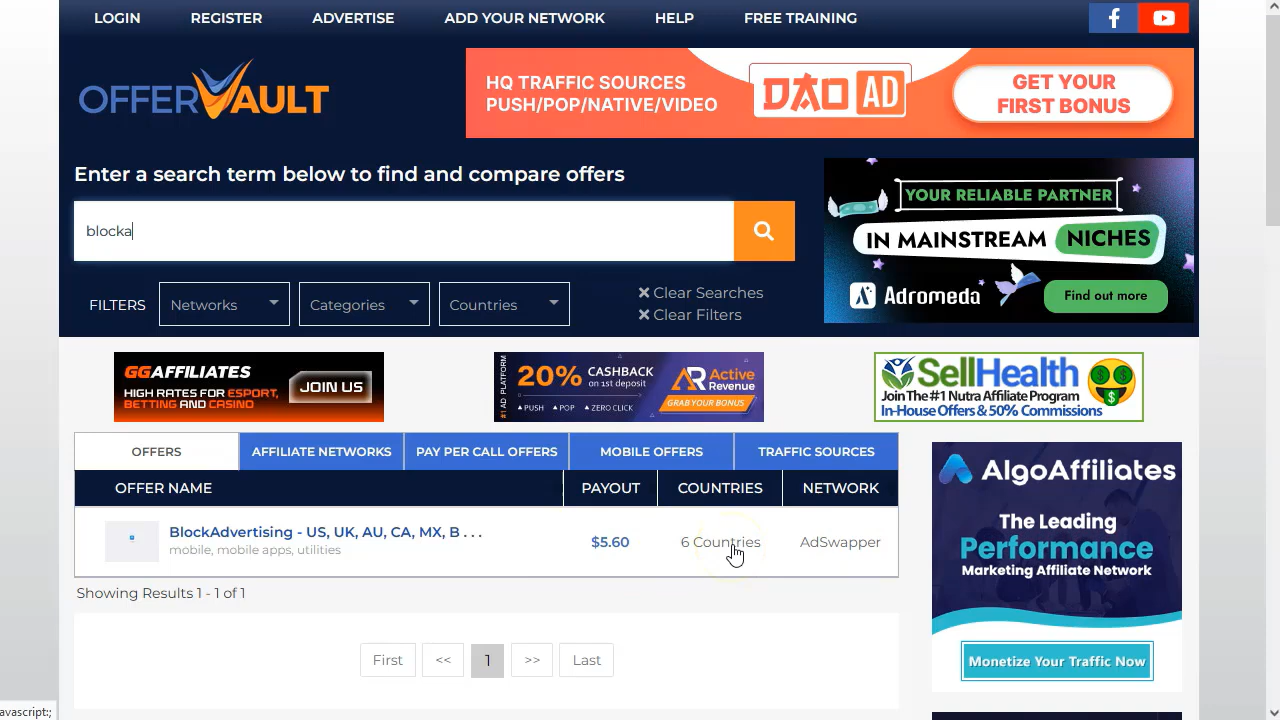 LOGIN REGISTER ADVERTISE ADD YOUR NETWORK HELP FREE TRAINING
OFFERVAULT
HQ TRAFFIC SOURCES
PUSH/POP/NATIVE/VIDEO
DAO AD
GET YOUR
FIRST BONUS
Enter a search term below to find and compare offers
blocka
FILTERS Networks Categories Countries
Clear Searches
Clear Filters
YOUR RELIABLE PARTNER
IN MAINSTREAM NICHES
Adromeda Find out more
GGAFFILIATES
HIGH RATES FOR ESPORT,
BETTING AND CASINO
JOIN US
#1 AD PLATFORM
20% CASHBACK
on 1st deposit
PUSH POP ZERO CLICK
AR Active
Revenue
GRAB YOUR BONUS
SellHealth
Join The #1 Nutra Affiliate Program
In-House Offers & 50% Commissions
OFFERS AFFILIATE NETWORKS PAY PER CALL OFFERS MOBILE OFFERS TRAFFIC SOURCES
OFFER NAME PAYOUT COUNTRIES NETWORK
BlockAdvertising - US, UK, AU, CA, MX, B . . .
mobile, mobile apps, utilities
$5.60 6 Countries AdSwapper
Showing Results 1 - 1 of 1
First << 1 >> Last
AlgoAffiliates
The Leading
Performance
Marketing Affiliate Network
Monetize Your Traffic Now
avascript:;